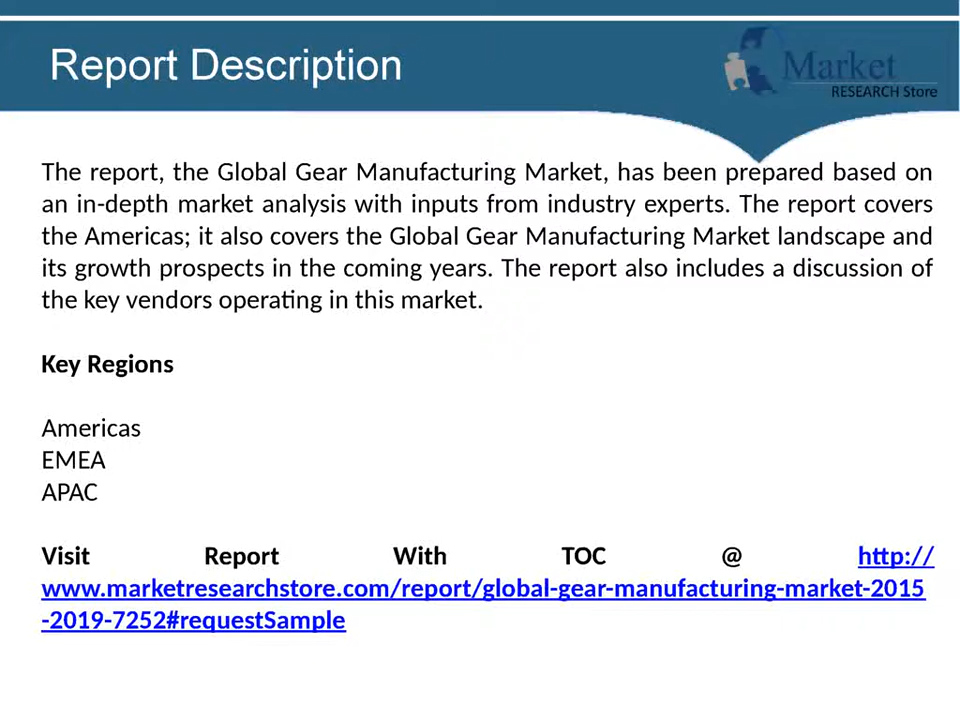 Report Description
Market
RESEARCH Store
The report, the Global Gear Manufacturing Market, has been prepared based on
an in-depth market analysis with inputs from industry experts. The report covers
the Americas; it also covers the Global Gear Manufacturing Market landscape and
its growth prospects in the coming years. The report also includes a discussion of
the key vendors operating in this market.
Key Regions
Americas
EMEA
APAC
Visit Report With TOC @ http://
www.marketresearchstore.com/report/global-gear-manufacturing-market-2015
-2019-7252#requestSample